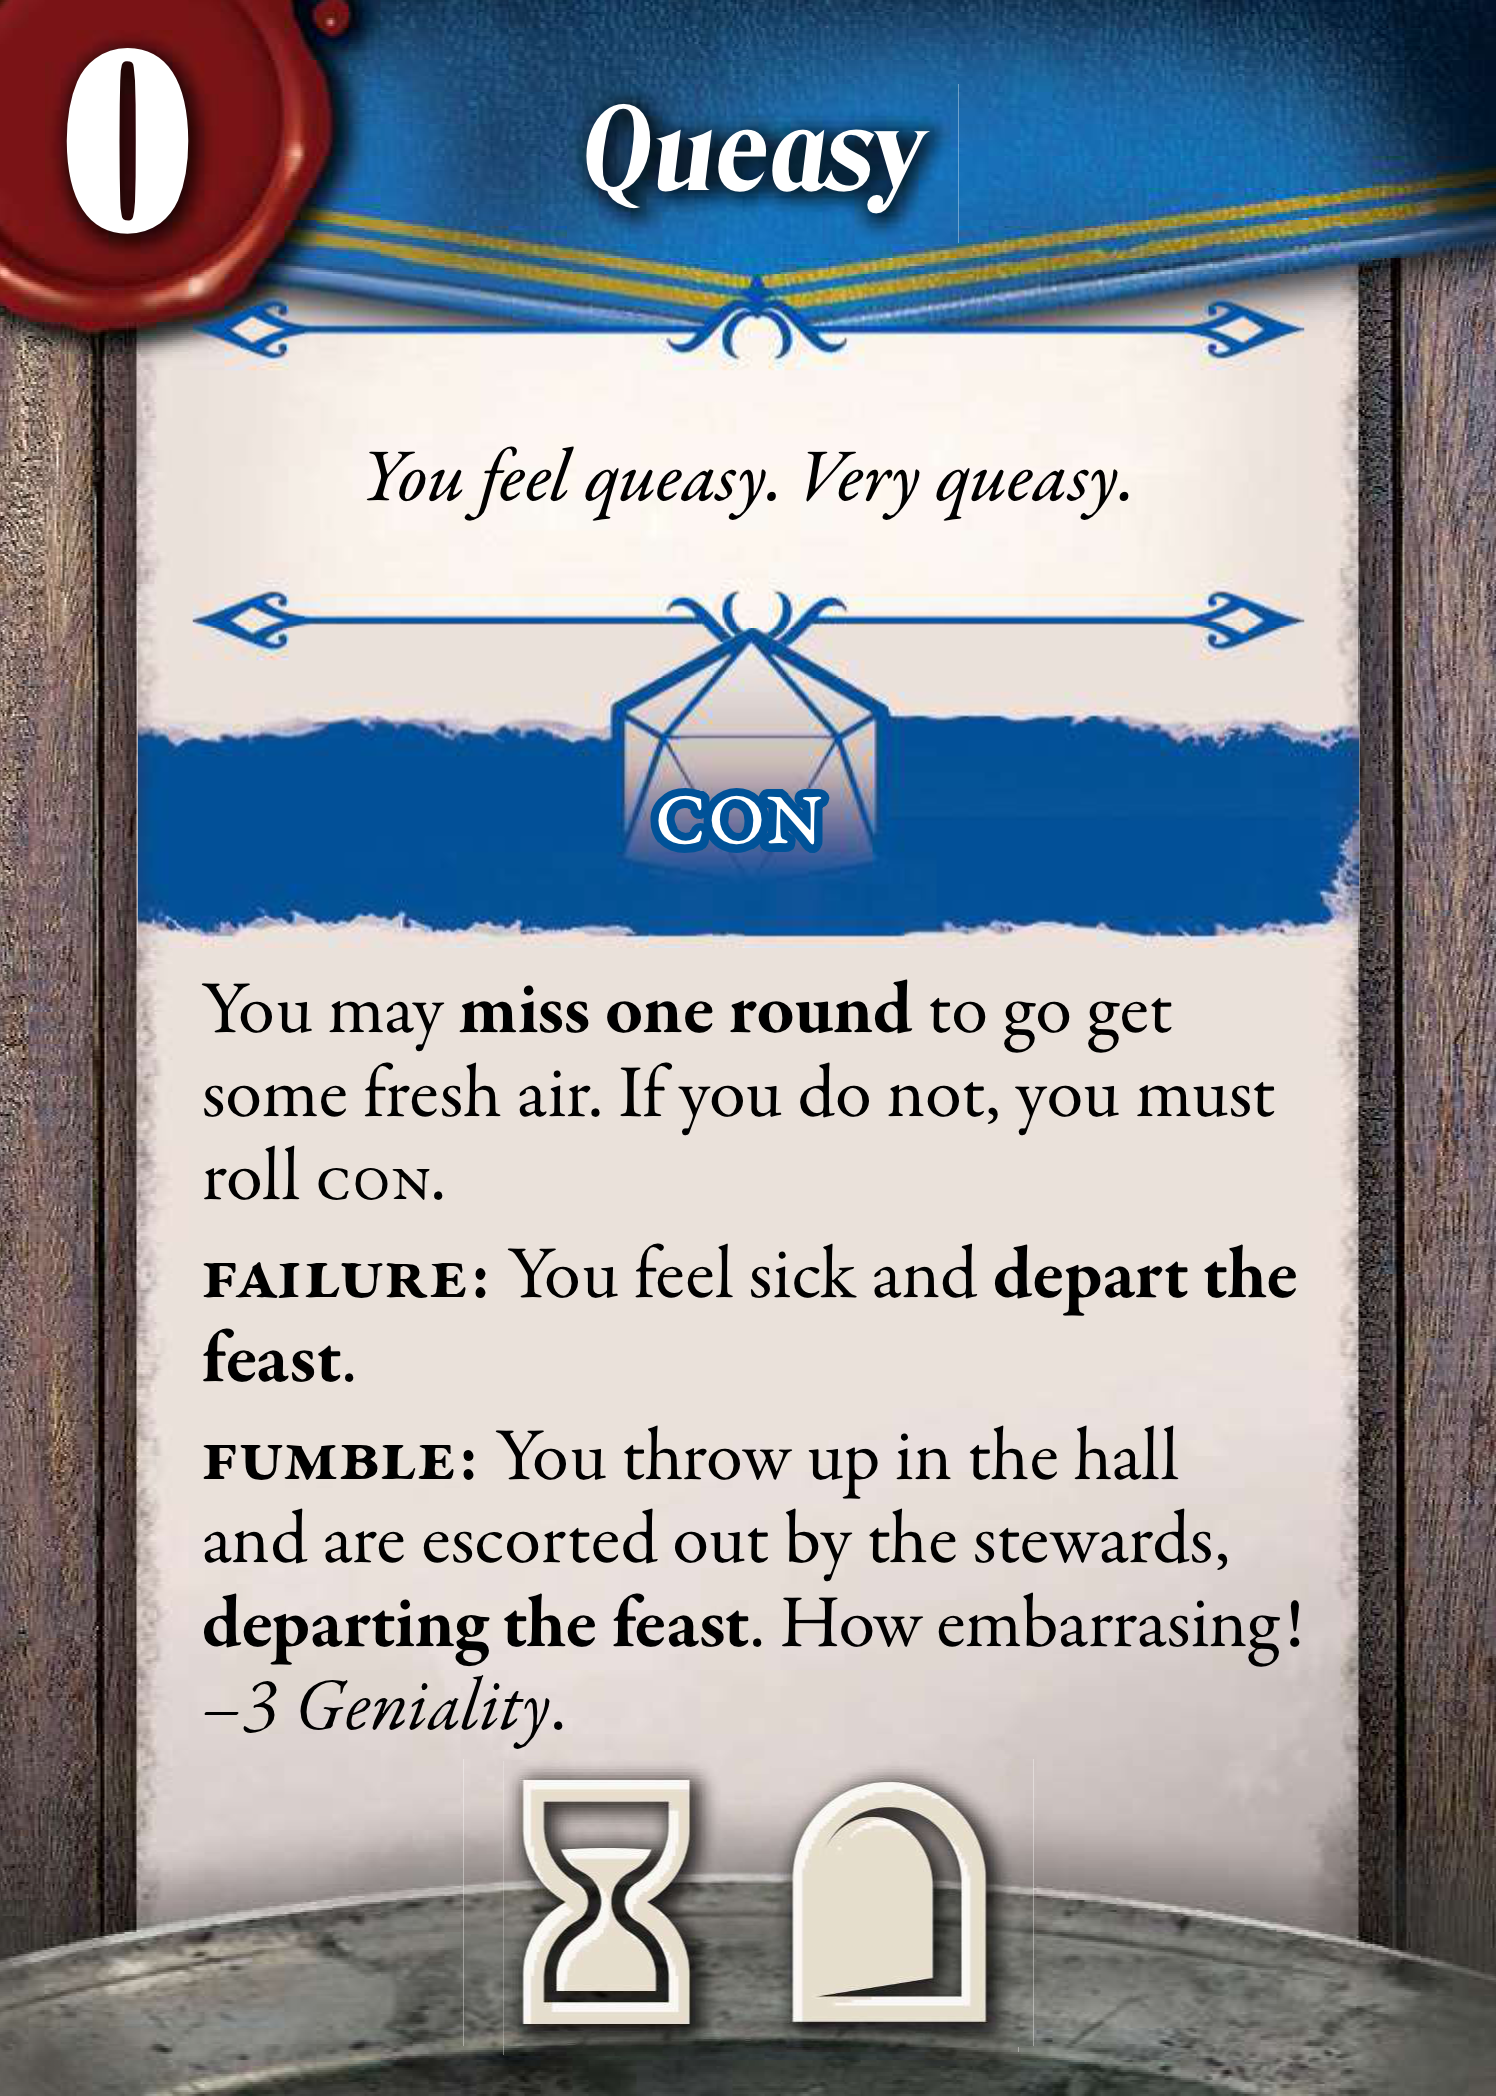 0
Queasy
You feel queasy. Very queasy.
CON
You may miss one round to go get
some fresh air. If you do not, you must
roll CON.
FAILURE: You feel sick and depart the
feast.
FUMBLE: You throw up in the hall
and are escorted out by the stewards,
departing the feast. How embarrasing!
–3 Geniality.